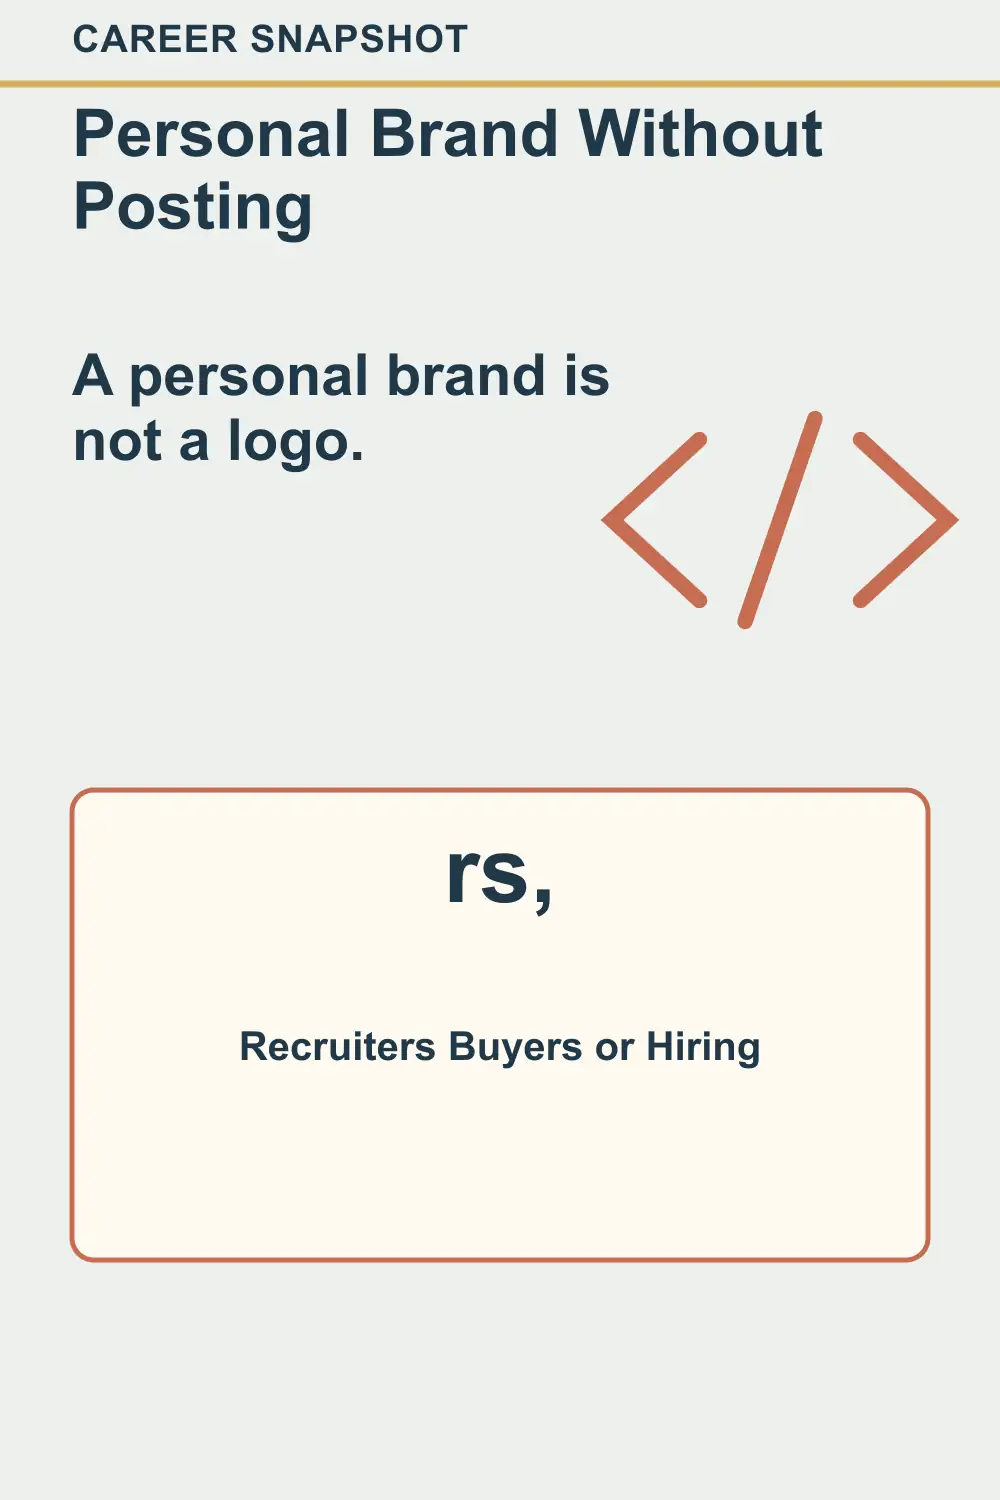 CAREER SNAPSHOT
Personal Brand Without
Posting
A personal brand is
not a logo.
</>
rs,
Recruiters Buyers or Hiring